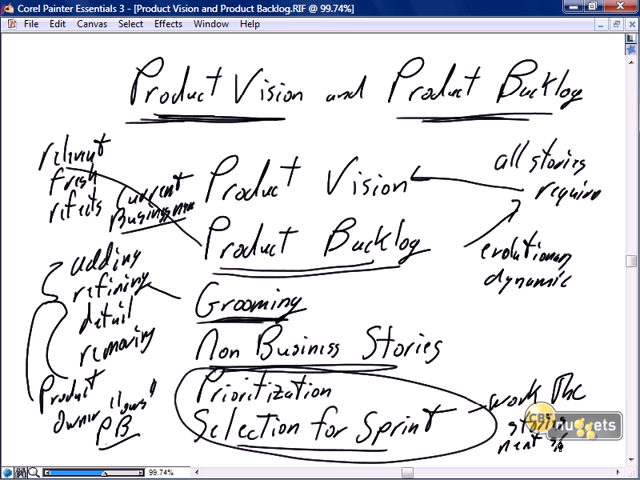 Corel Painter Essentials 3 - [Product Vision and Product Backlog.RIF @ 99.74%]
File Edit Canvas Select Effects Window Help
Product Vision and Product Backlog
relevant
fresh
reflects
Current
Business
Product Vision
all stories
require
Product Backlog
evolutionary
dynamic
adding
refining
detail
removing
Grooming
Non Business Stories
Product
owner "owns"
PB
Prioritization
Selection for Sprint
work the
stories
next
CBT nuggets
99.74%